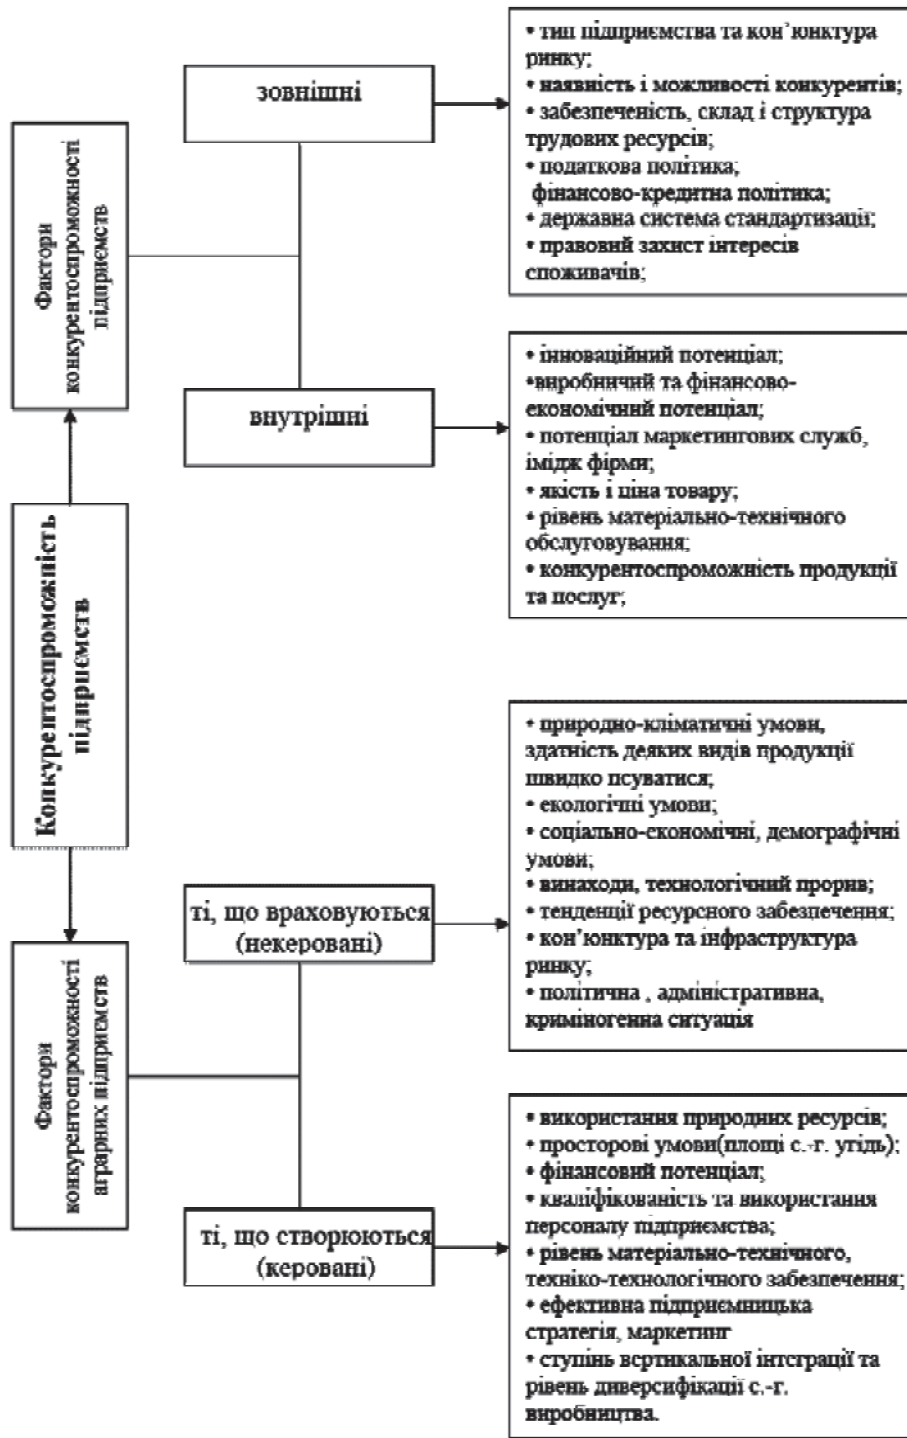 Конкурентоспроможність
підприємств
Фактори
конкурентоспроможності
підприємств
зовнішні
• тип підприємства та кон’юнктура
ринку;
• наявність і можливості конкурентів;
• забезпеченість, склад і структура
трудових ресурсів;
• податкова політика;
фінансово-кредитна політика;
• державна система стандартизації;
• правовий захист інтересів
споживачів;
внутрішні
• інноваційний потенціал;
•виробничий та фінансово-
економічний потенціал;
• потенціал маркетингових служб,
імідж фірми;
• якість і ціна товару;
• рівень матеріально-технічного
обслуговування;
• конкурентоспроможність продукції
та послуг;
Фактори
конкурентоспроможності
аграрних підприємств
ті, що враховуються
(некеровані)
• природно-кліматичні умови,
здатність деяких видів продукції
швидко псуватися;
• екологічні умови;
• соціально-економічні, демографічні
умови;
• винаходи, технологічний прорив;
• тенденції ресурсного забезпечення;
• кон’юнктура та інфраструктура
ринку;
• політична , адміністративна,
криміногенна ситуація
ті, що створюються
(керовані)
• використання природних ресурсів;
• просторові умови(площі с.-г. угідь);
• фінансовий потенціал;
• кваліфікованість та використання
персоналу підприємства;
• рівень матеріально-технічного,
техніко-технологічного забезпечення;
• ефективна підприємницька
стратегія, маркетинг
• ступінь вертикальної інтеграції та
рівень диверсифікації с.-г.
виробництва.